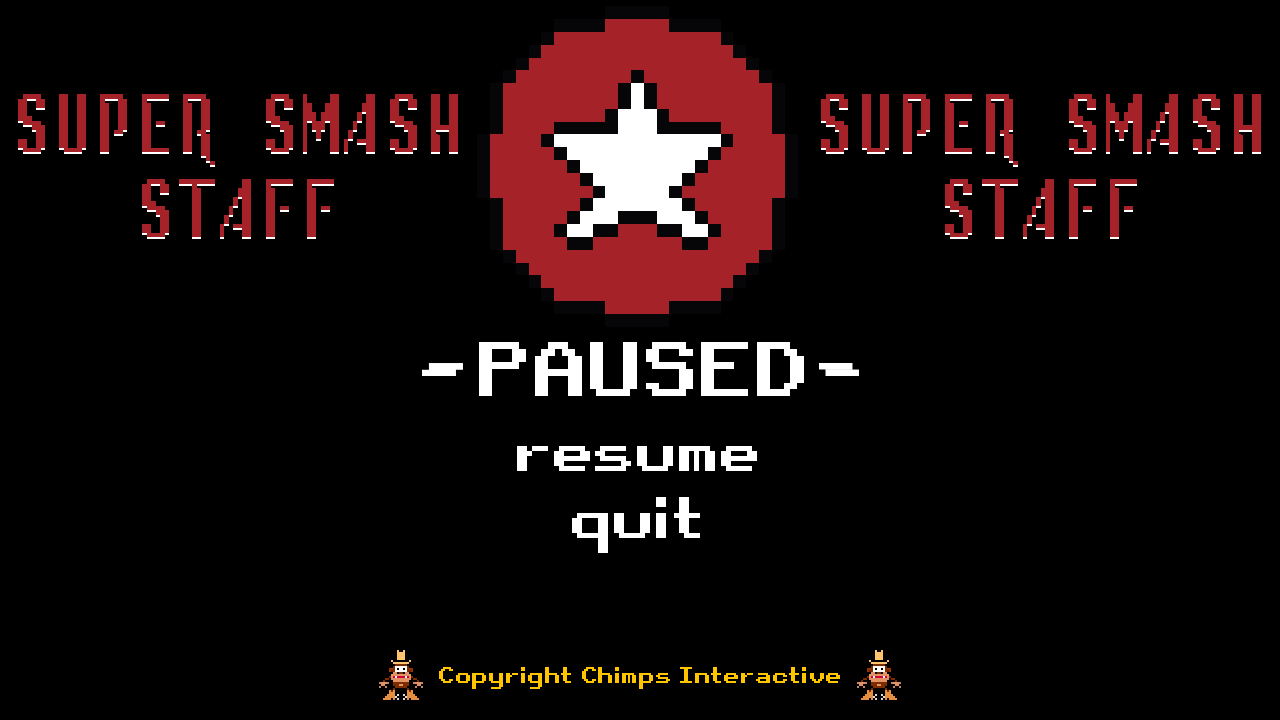 SUPER SMASH
STAFF
SUPER SMASH
STAFF
-PAUSED-
resume
quit
Copyright Chimps Interactive